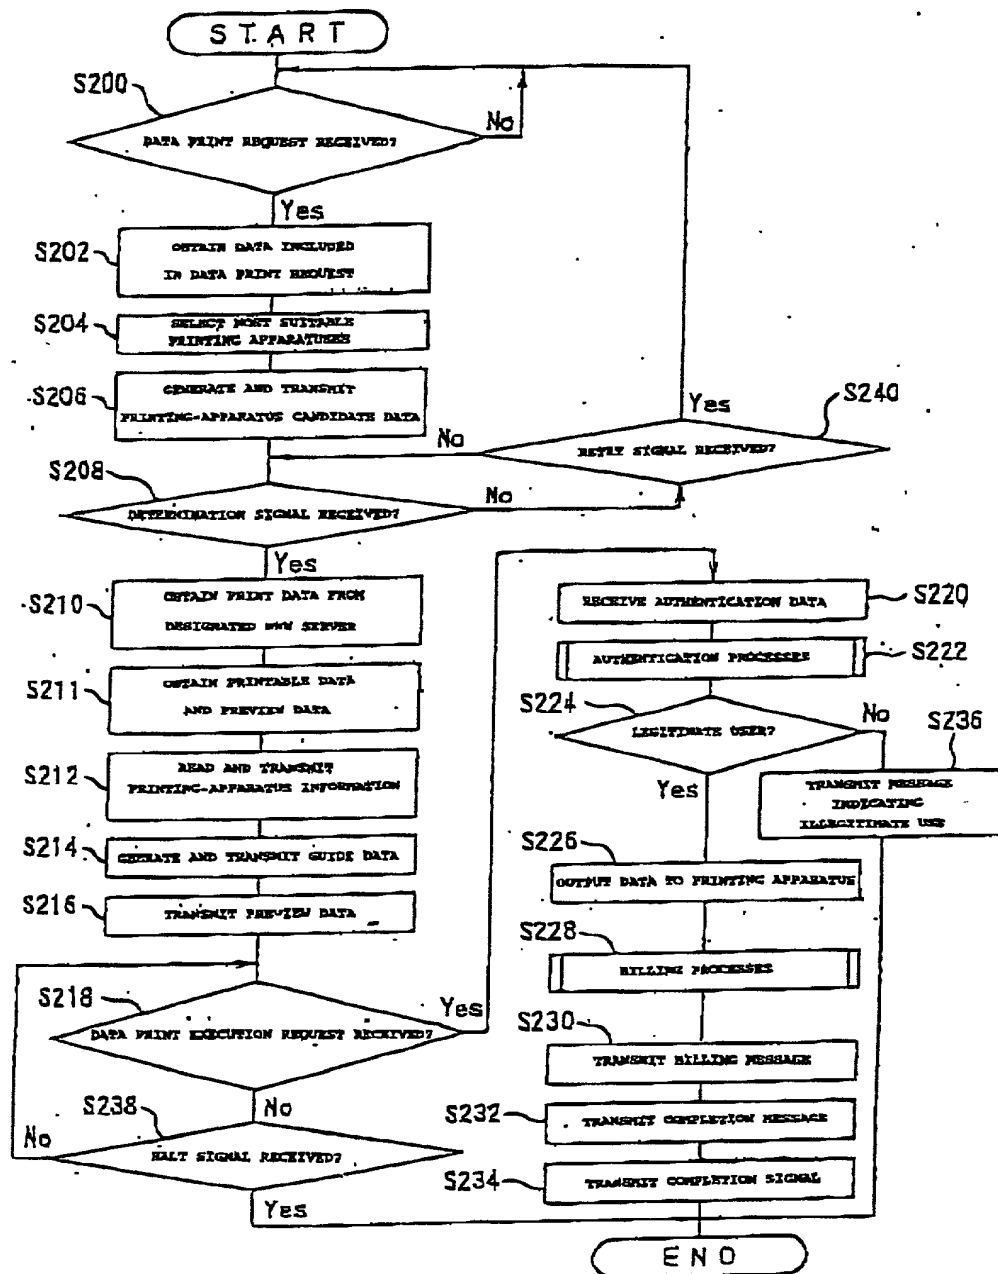 START
S200
DATA PRINT REQUEST RECEIVED?
No
Yes
S202
OBTAIN DATA INCLUDED
IN DATA PRINT REQUEST
S204
SELECT MOST SUITABLE
PRINTING APPARATUSES
S206
GENERATE AND TRANSMIT
PRINTING-APPARATUS CANDIDATE DATA
S240
Yes
RETRY SIGNAL RECEIVED?
No
S208
DETERMINATION SIGNAL RECEIVED?
No
Yes
S210
OBTAIN PRINT DATA FROM
DESIGNATED WWW SERVER
S211
OBTAIN PRINTABLE DATA
AND PREVIEW DATA
S212
READ AND TRANSMIT
PRINTING-APPARATUS INFORMATION
S214
GENERATE AND TRANSMIT GUIDE DATA
S216
TRANSMIT PREVIEW DATA
S218
DATA PRINT EXECUTION REQUEST RECEIVED?
Yes
No
S238
HALT SIGNAL RECEIVED?
No
Yes
RECEIVE AUTHENTICATION DATA
S220
AUTHENTICATION PROCESSES
S222
S224
LEGITIMATE USER?
No
Yes
S236
TRANSMIT MESSAGE
INDICATING
ILLEGITIMATE USE
S226
OUTPUT DATA TO PRINTING APPARATUS
S228
BILLING PROCESSES
S230
TRANSMIT BILLING MESSAGE
S232
TRANSMIT COMPLETION MESSAGE
S234
TRANSMIT COMPLETION SIGNAL
END